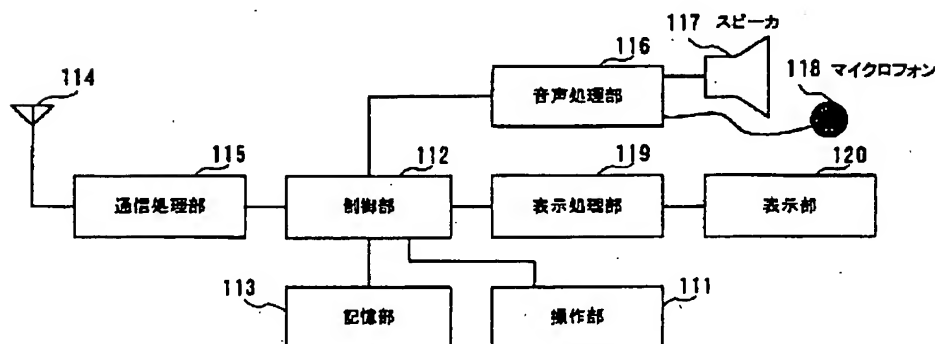 117 スピーカ
116
118 マイクロフォン
114
音声処理部
115
112
119
120
通信処理部
制御部
表示処理部
表示部
113
111
記憶部
操作部